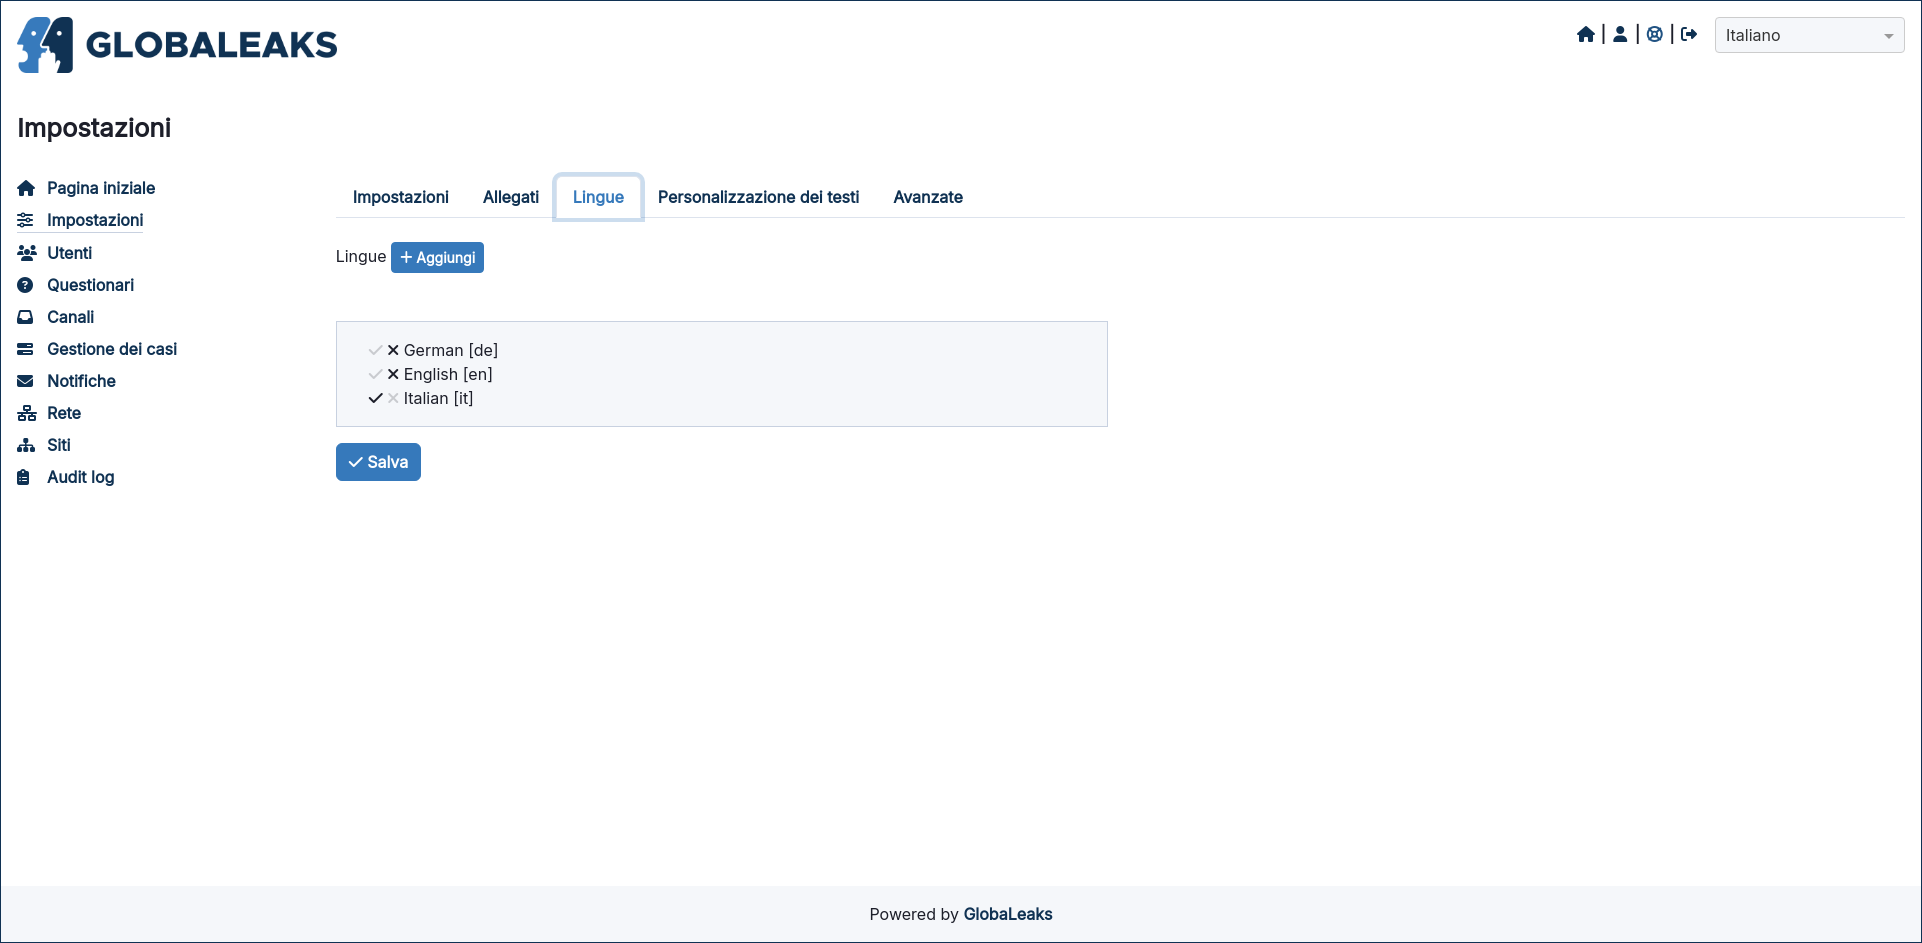 GLOBALEAKS
Italiano
Impostazioni
Pagina iniziale
Impostazioni
Utenti
Questionari
Canali
Gestione dei casi
Notifiche
Rete
Siti
Audit log
Impostazioni Allegati Lingue Personalizzazione dei testi Avanzate
Lingue Aggiungi
German [de]
English [en]
Italian [it]
Salva
Powered by GlobaLeaks